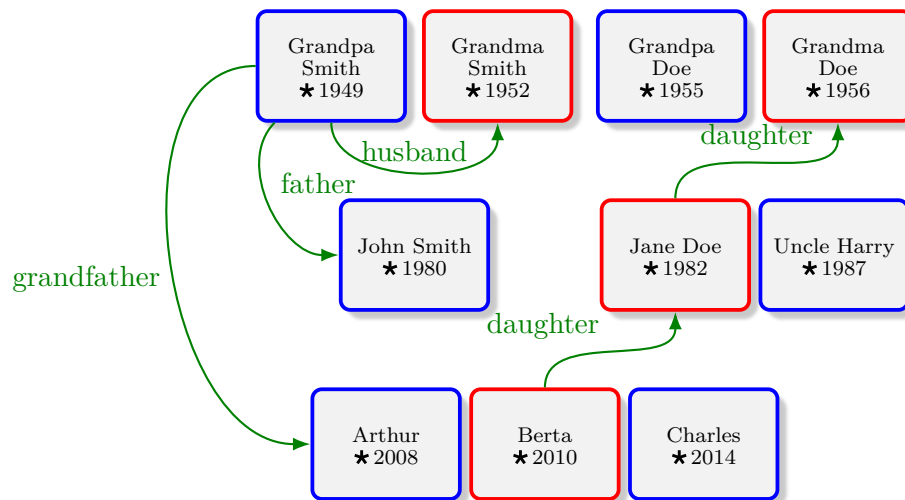 Grandpa
Smith
★ 1949
Grandma
Smith
★ 1952
Grandpa
Doe
★ 1955
Grandma
Doe
★ 1956
daughter
husband
father
John Smith
★ 1980
Jane Doe
★ 1982
Uncle Harry
★ 1987
grandfather
daughter
Arthur
★ 2008
Berta
★ 2010
Charles
★ 2014